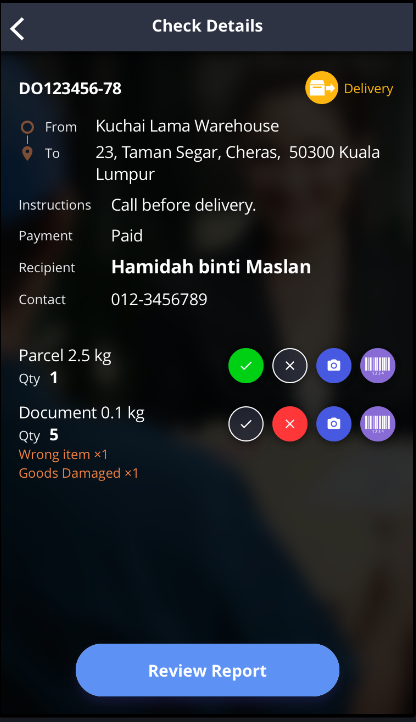 Check Details
DO123456-78
Delivery
From Kuchai Lama Warehouse
To 23, Taman Segar, Cheras, 50300 Kuala
Lumpur
Instructions Call before delivery.
Payment Paid
Recipient Hamidah binti Maslan
Contact 012-3456789
Parcel 2.5 kg
Qty 1
Document 0.1 kg
Qty 5
Wrong item ×1
Goods Damaged ×1
Review Report